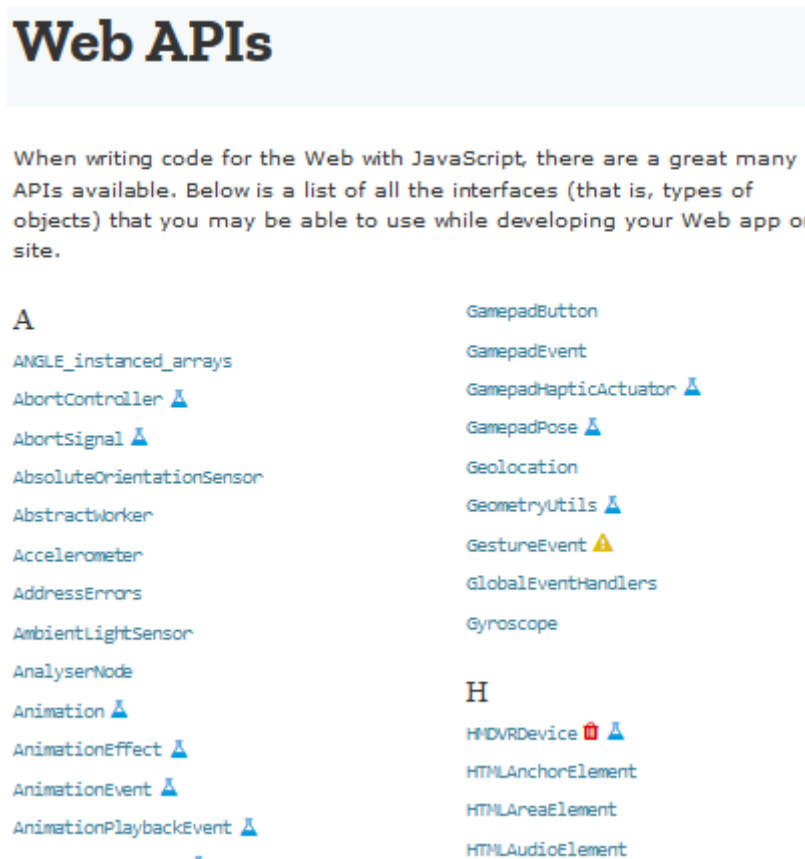 Web APIs
When writing code for the Web with JavaScript, there are a great many
APIs available. Below is a list of all the interfaces (that is, types of
objects) that you may be able to use while developing your Web app or
site.
A
ANGLE_instanced_arrays
AbortController
AbortSignal
AbsoluteOrientationSensor
AbstractWorker
Accelerometer
AddressErrors
AmbientLightSensor
AnalyserNode
Animation
AnimationEffect
AnimationEvent
AnimationPlaybackEvent
GamepadButton
GamepadEvent
GamepadHapticActuator
GamepadPose
Geolocation
GeometryUtils
GestureEvent
GlobalEventHandlers
Gyroscope
H
HMDVRDevice
HTMLAnchorElement
HTMLAreaElement
HTMLAudioElement